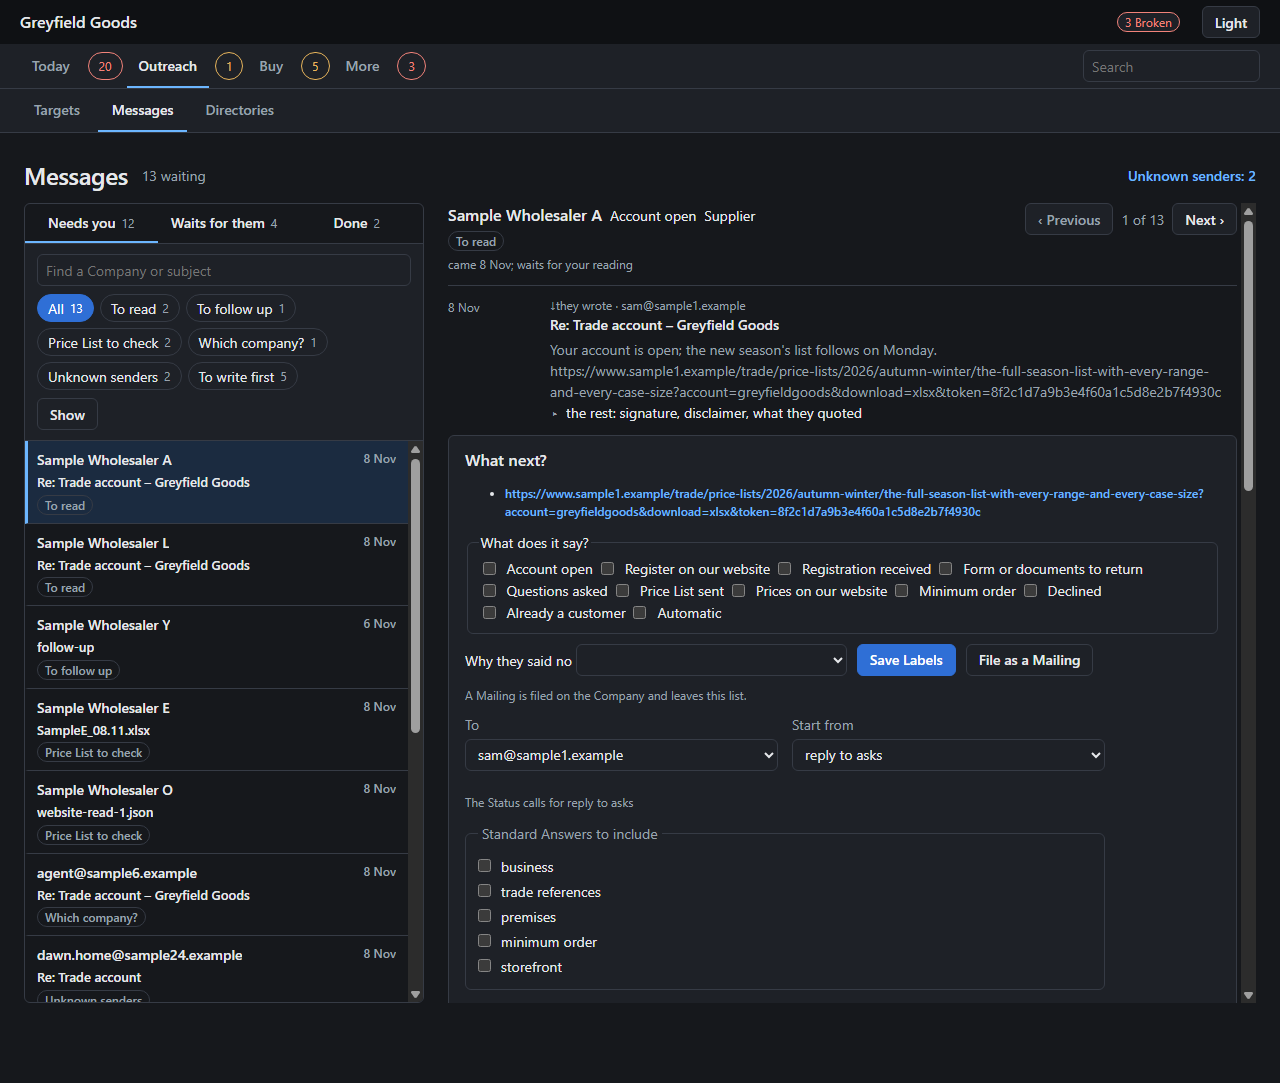 Greyfield Goods
3 Broken
Light
Today 20 Outreach 1 Buy 5 More 3
Search
Targets Messages Directories
Messages 13 waiting
Unknown senders: 2
Needs you 12 Waits for them 4 Done 2
Find a Company or subject
All 13 To read 2 To follow up 1
Price List to check 2 Which company? 1
Unknown senders 2 To write first 5
Show
Sample Wholesaler A 8 Nov
Re: Trade account – Greyfield Goods
To read
Sample Wholesaler L 8 Nov
Re: Trade account – Greyfield Goods
To read
Sample Wholesaler Y 6 Nov
follow-up
To follow up
Sample Wholesaler E 8 Nov
SampleE_08.11.xlsx
Price List to check
Sample Wholesaler O 8 Nov
website-read-1.json
Price List to check
agent@sample6.example 8 Nov
Re: Trade account – Greyfield Goods
Which company?
dawn.home@sample24.example 8 Nov
Re: Trade account
Unknown senders
Sample Wholesaler A Account open Supplier
‹ Previous 1 of 13 Next ›
To read
came 8 Nov; waits for your reading
8 Nov
↓they wrote · sam@sample1.example
Re: Trade account – Greyfield Goods
Your account is open; the new season's list follows on Monday.
https://www.sample1.example/trade/price-lists/2026/autumn-winter/the-full-season-list-with-every-range-
and-every-case-size?account=greyfieldgoods&download=xlsx&token=8f2c1d7a9b3e4f60a1c5d8e2b7f4930c
▸ the rest: signature, disclaimer, what they quoted
What next?
• https://www.sample1.example/trade/price-lists/2026/autumn-winter/the-full-season-list-with-every-range-and-every-case-size?
account=greyfieldgoods&download=xlsx&token=8f2c1d7a9b3e4f60a1c5d8e2b7f4930c
What does it say?
Account open Register on our website Registration received Form or documents to return
Questions asked Price List sent Prices on our website Minimum order Declined
Already a customer Automatic
Why they said no
Save Labels
File as a Mailing
A Mailing is filed on the Company and leaves this list.
To Start from
sam@sample1.example reply to asks
The Status calls for reply to asks
Standard Answers to include
business
trade references
premises
minimum order
storefront